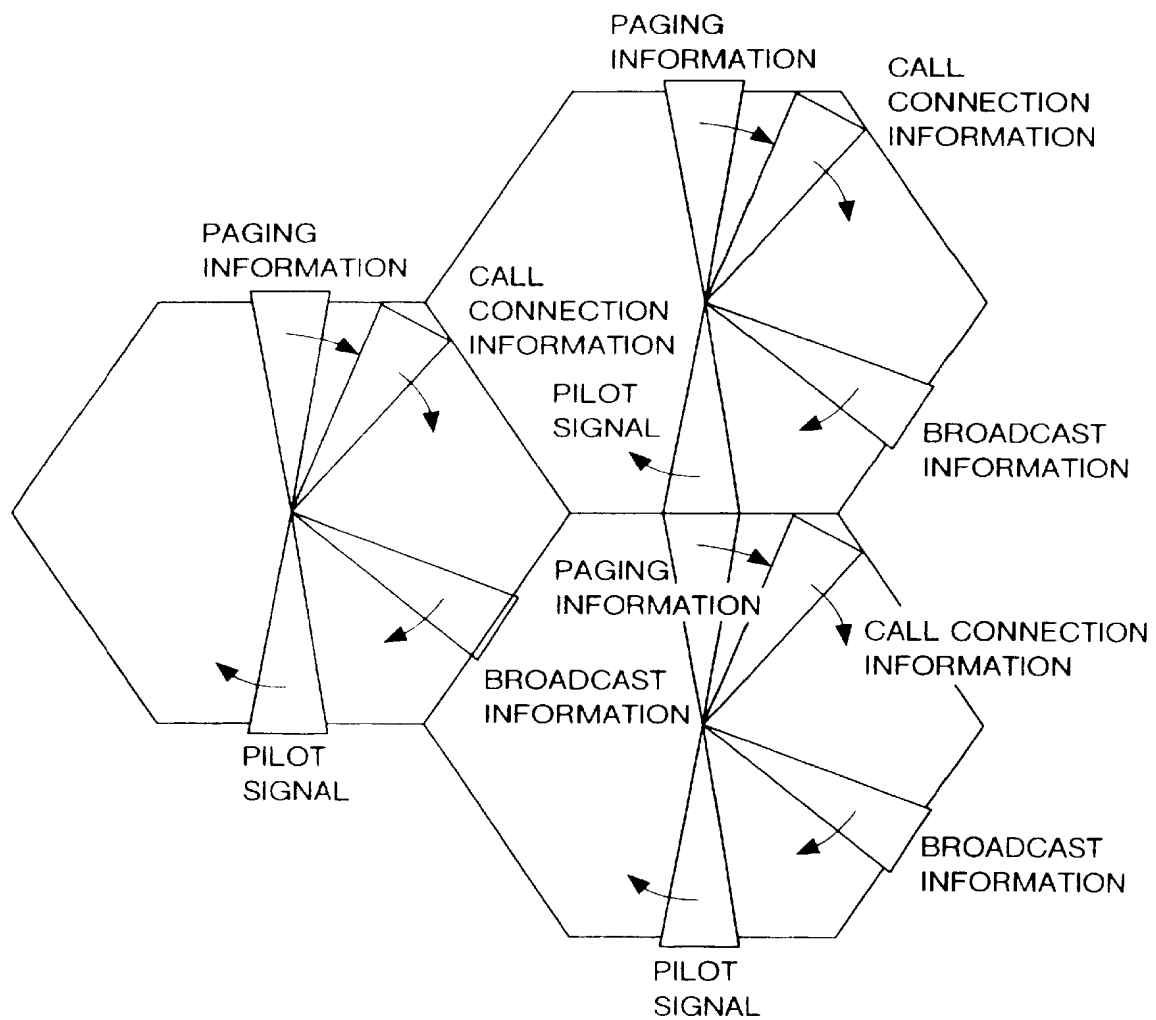 PAGING
INFORMATION
CALL
CONNECTION
INFORMATION
PAGING
INFORMATION
CALL
CONNECTION
INFORMATION
PILOT
SIGNAL
BROADCAST
INFORMATION
PAGING
INFORMATION
CALL CONNECTION
INFORMATION
BROADCAST
INFORMATION
PILOT
SIGNAL
BROADCAST
INFORMATION
PILOT
SIGNAL